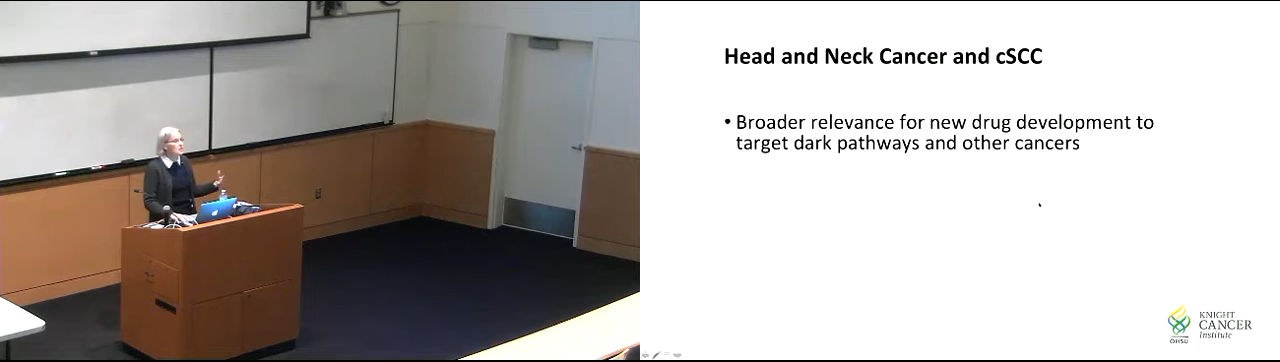 Head and Neck Cancer and cSCC
• Broader relevance for new drug development to
target dark pathways and other cancers
KNIGHT
CANCER
Institute
OHSU